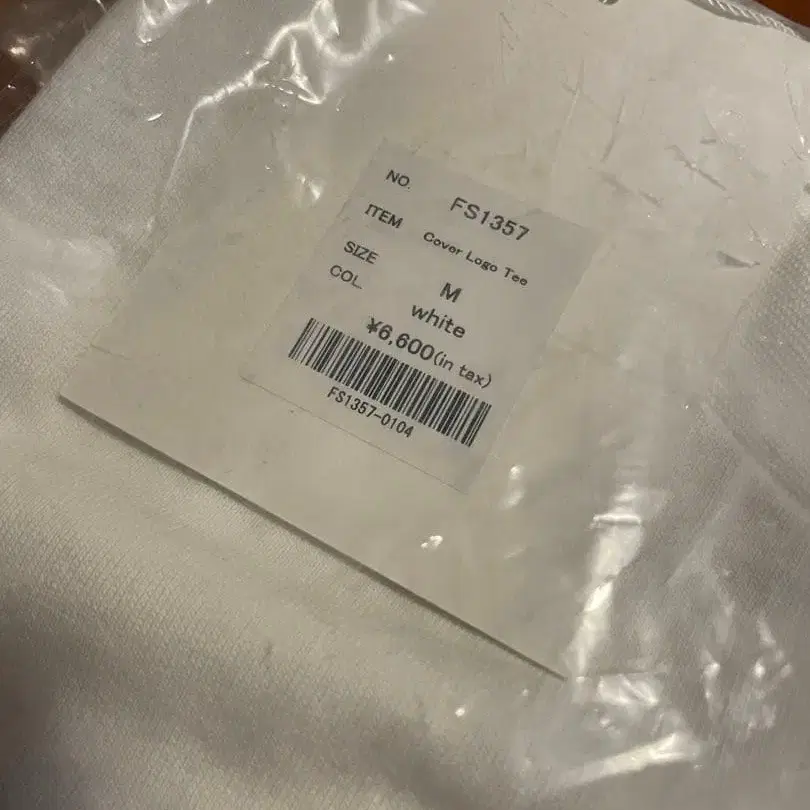 NO. FS1357
ITEM Cover Logo Tee
SIZE M
COL. white
¥6,600(in tax)
FS1357-0104